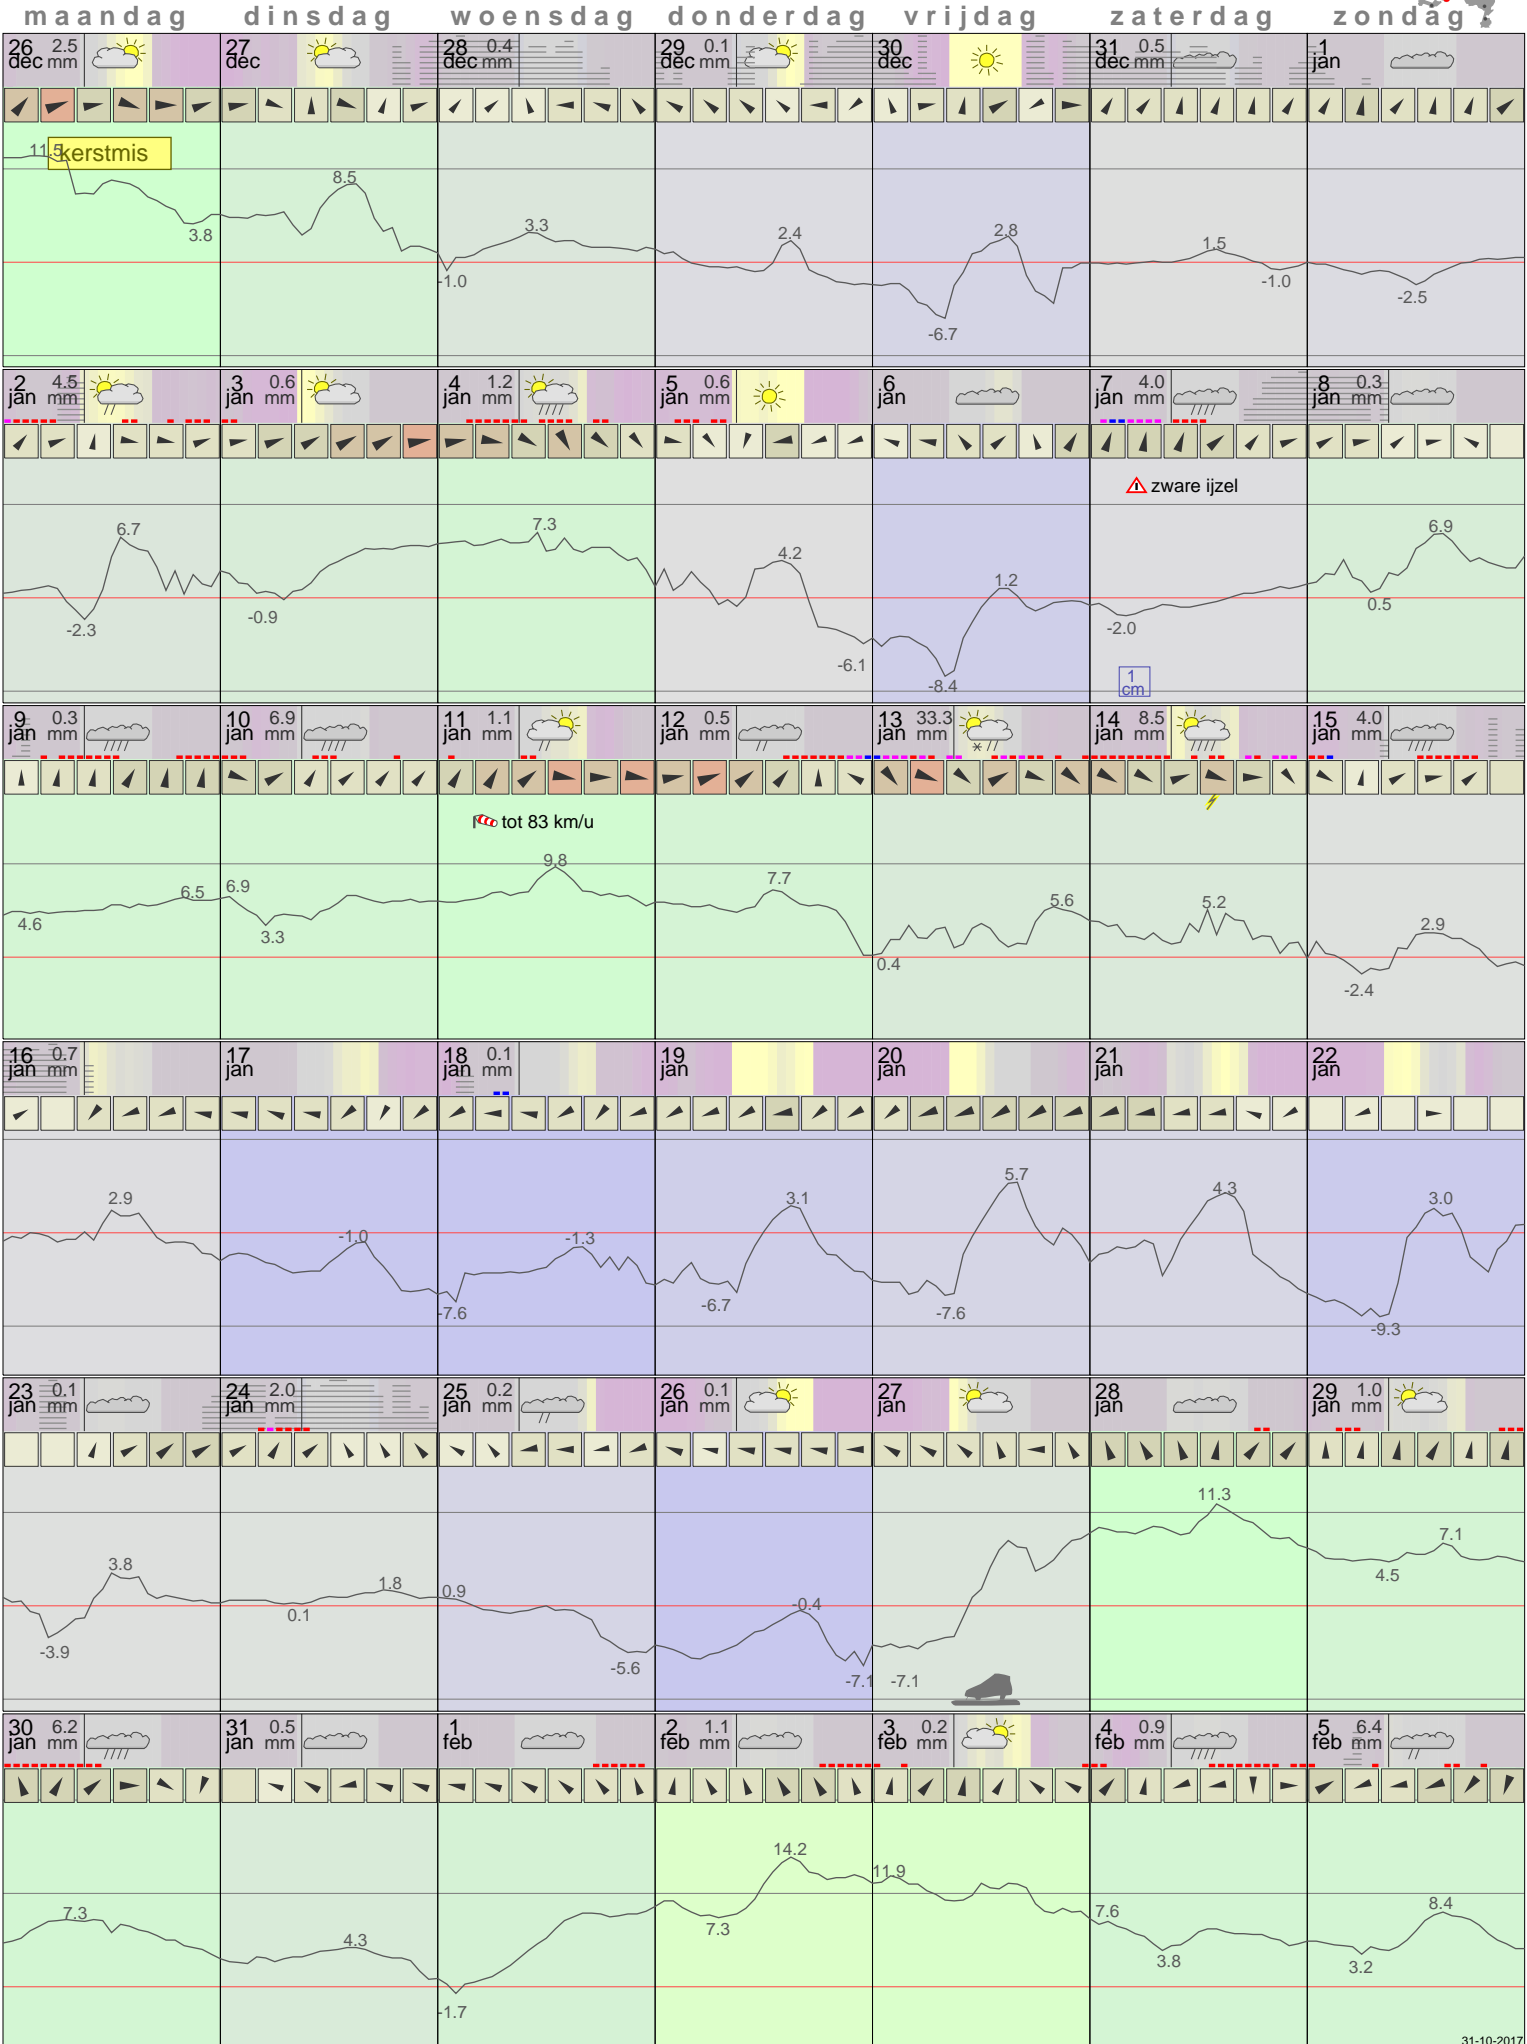 maandag dinsdag woensdag donderdag vrijdag zaterdag zondag
26 dec 2.5 mm
27 dec
28 dec 0.4 mm
29 dec 0.1 mm
30 dec
31 dec 0.5 mm
1 jan
kerstmis
11.5
3.8
8.5
-1.0
3.3
2.4
-6.7
2.8
1.5
-1.0
-2.5
2 jan 4.5 mm
3 jan 0.6 mm
4 jan 1.2 mm
5 jan 0.6 mm
6 jan
7 jan 4.0 mm
8 jan 0.3 mm
zware ijzel
-2.3
6.7
-0.9
7.3
4.2
-6.1
-8.4
1.2
-2.0
1 cm
0.5
6.9
9 jan 0.3 mm
10 jan 6.9 mm
11 jan 1.1 mm
12 jan 0.5 mm
13 jan 33.3 mm
14 jan 8.5 mm
15 jan 4.0 mm
tot 83 km/u
4.6
6.5
6.9
3.3
9.8
7.7
0.4
5.6
5.2
-2.4
2.9
16 jan 0.7 mm
17 jan
18 jan 0.1 mm
19 jan
20 jan
21 jan
22 jan
2.9
-1.0
-7.6
-1.3
-6.7
3.1
-7.6
5.7
4.3
-9.3
3.0
23 jan 0.1 mm
24 jan 2.0 mm
25 jan 0.2 mm
26 jan 0.1 mm
27 jan
28 jan
29 jan 1.0 mm
-3.9
3.8
0.1
1.8
0.9
-5.6
-0.4
-7.1
-7.1
11.3
4.5
7.1
30 jan 6.2 mm
31 jan 0.5 mm
1 feb
2 feb 1.1 mm
3 feb 0.2 mm
4 feb 0.9 mm
5 feb 6.4 mm
7.3
4.3
-1.7
7.3
14.2
11.9
7.6
3.8
3.2
8.4
31-10-2017